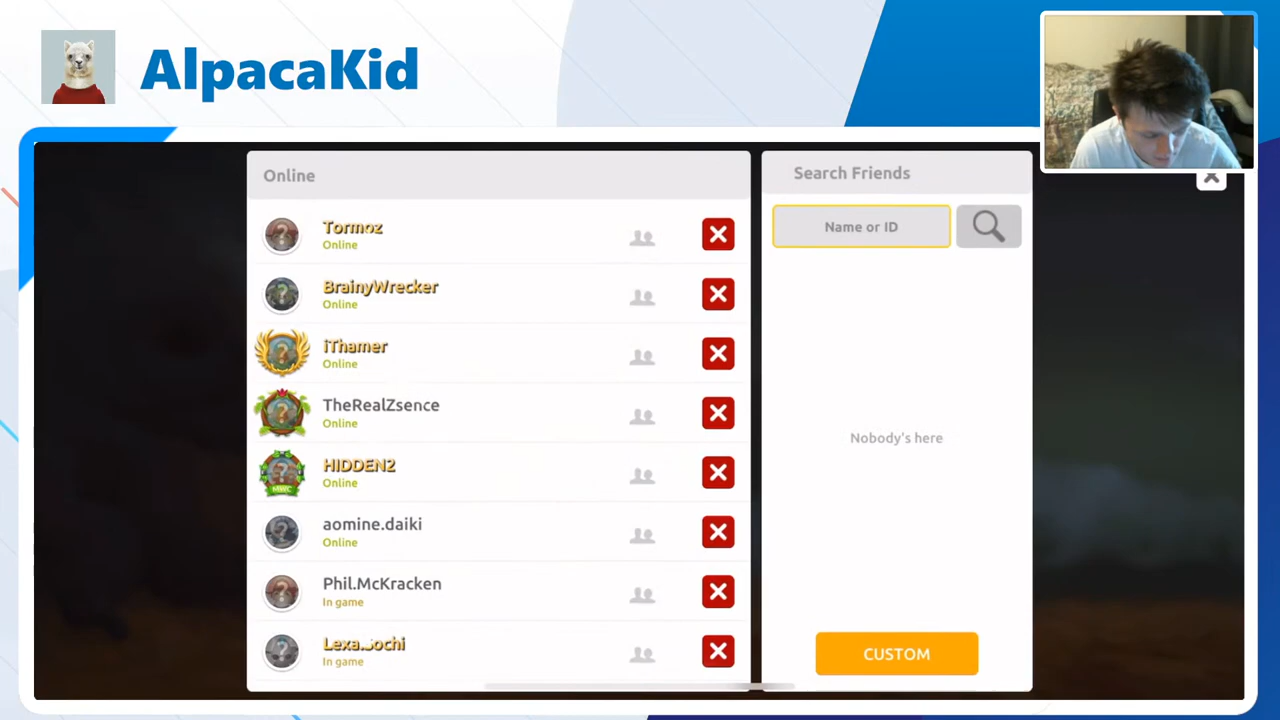 AlpacaKid
Online
Search Friends
Name or ID
Tormoz
Online
BrainyWrecker
Online
iThamer
Online
TheRealZsence
Online
HIDDEN2
Online
aomine.daiki
Online
Phil.McKracken
In game
In game
Nobody's here
CUSTOM